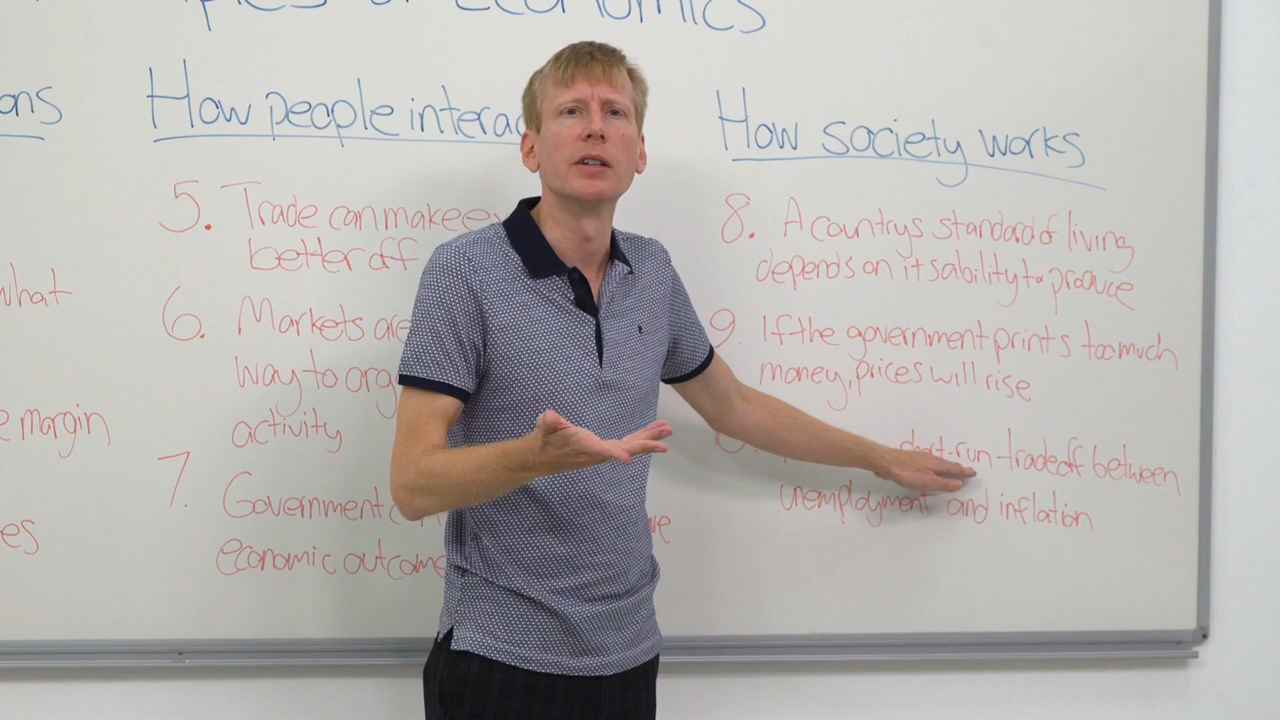 of Economics
How people interac
How society works
5. Trade can make
better off
what
6. Markets are
way to org
activity
margin
7.
Government
economic outcome
8. A countrys standard of living
depends on its ability to produce
9. If the government prints too much
money, prices will rise
short-run tradeoff between
unemployment and inflation